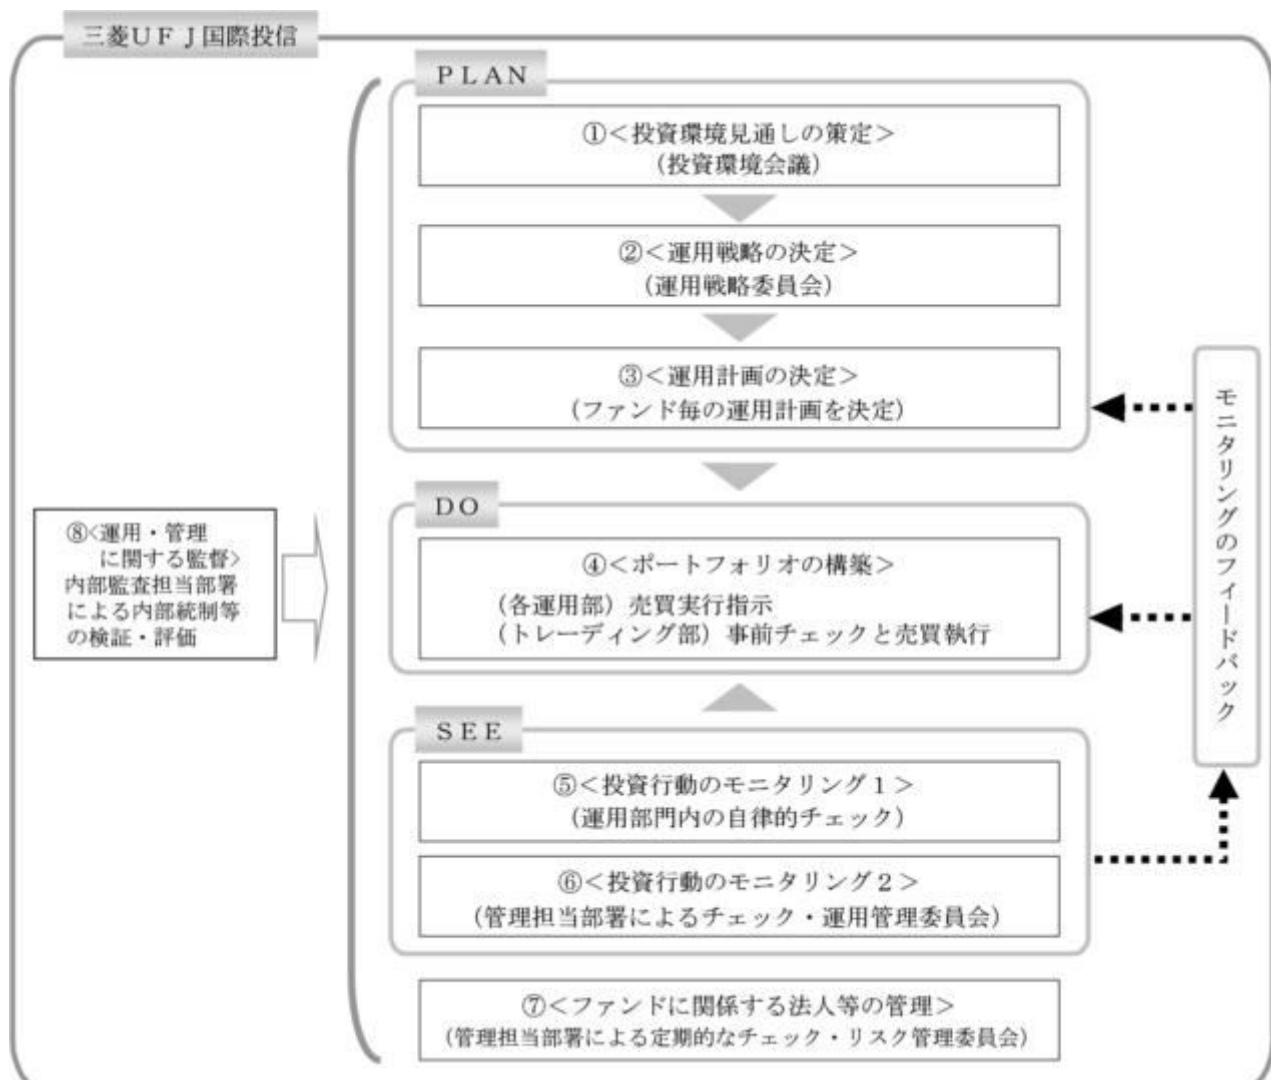 三菱ＵＦＪ国際投信
ＰＬＡＮ
①＜投資環境見通しの策定＞
（投資環境会議）
②＜運用戦略の決定＞
（運用戦略委員会）
③＜運用計画の決定＞
（ファンド毎の運用計画を決定）
ＤＯ
④＜ポートフォリオの構築＞
（各運用部）売買実行指示
（トレーディング部）事前チェックと売買執行
ＳＥＥ
⑤＜投資行動のモニタリング１＞
（運用部門内の自律的チェック）
⑥＜投資行動のモニタリング２＞
（管理担当部署によるチェック・運用管理委員会）
⑦＜ファンドに関係する法人等の管理＞
（管理担当部署による定期的なチェック・リスク管理委員会）
⑧<運用・管理
に関する監督>
内部監査担当部署
による内部統制等
の検証・評価
モニタリングのフィードバック